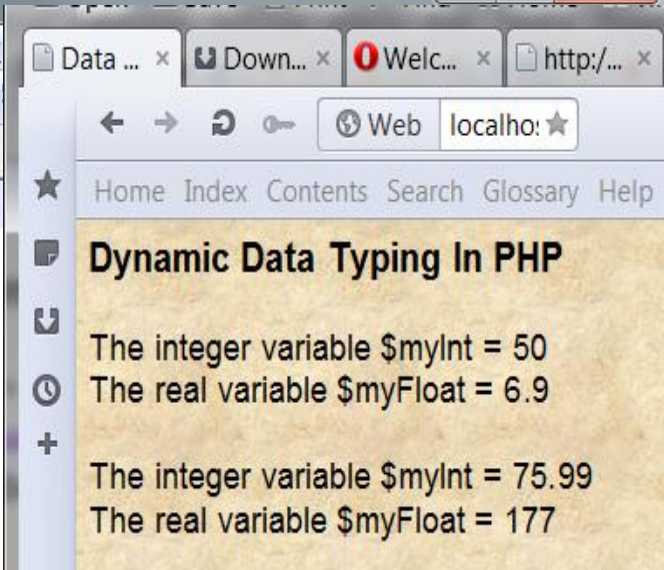 Data ...
Down...
Welc...
http:/...
Web
localho:
Home Index Contents Search Glossary Help
Dynamic Data Typing In PHP
The integer variable $myInt = 50
The real variable $myFloat = 6.9
The integer variable $myInt = 75.99
The real variable $myFloat = 177